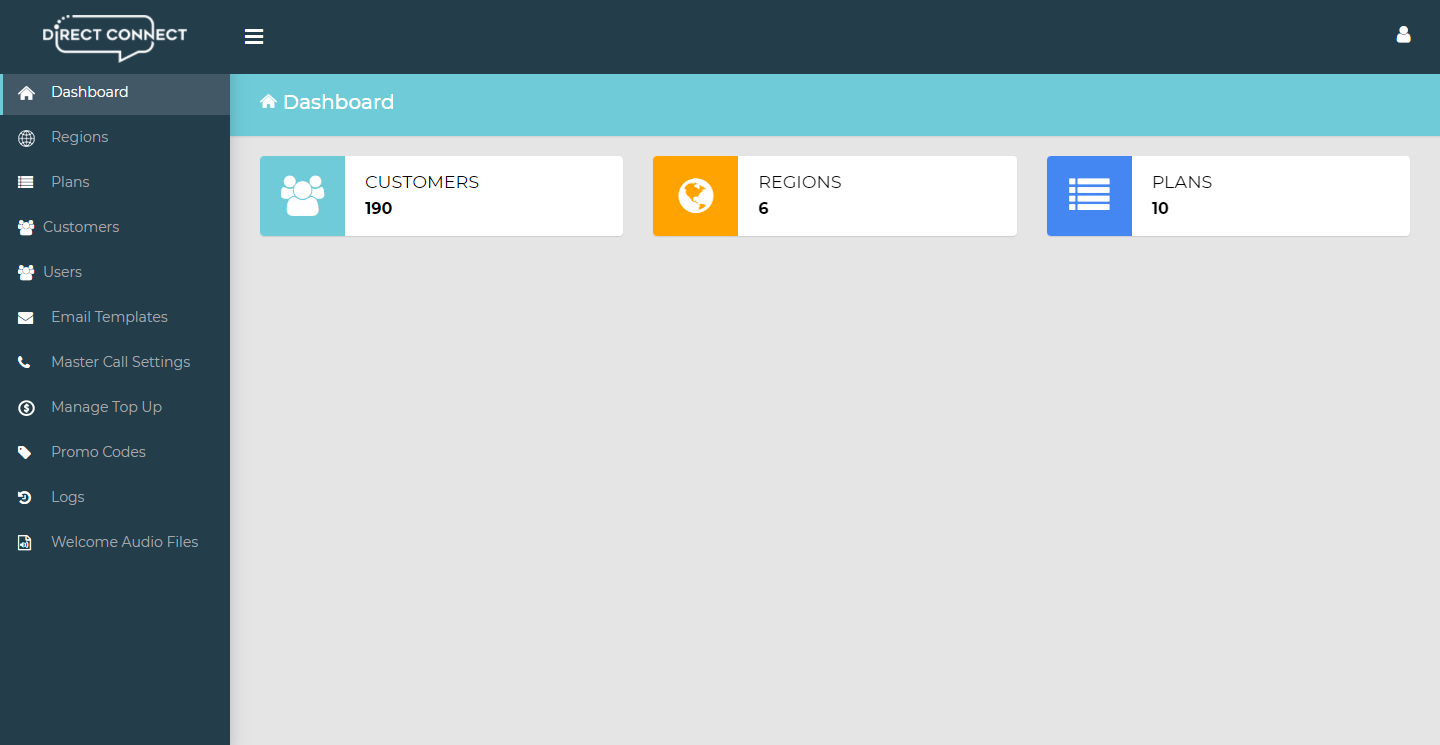 DIRECT CONNECT
Dashboard
Regions
Plans
Customers
Users
Email Templates
Master Call Settings
Manage Top Up
Promo Codes
Logs
Welcome Audio Files
Dashboard
CUSTOMERS
190
REGIONS
6
PLANS
10